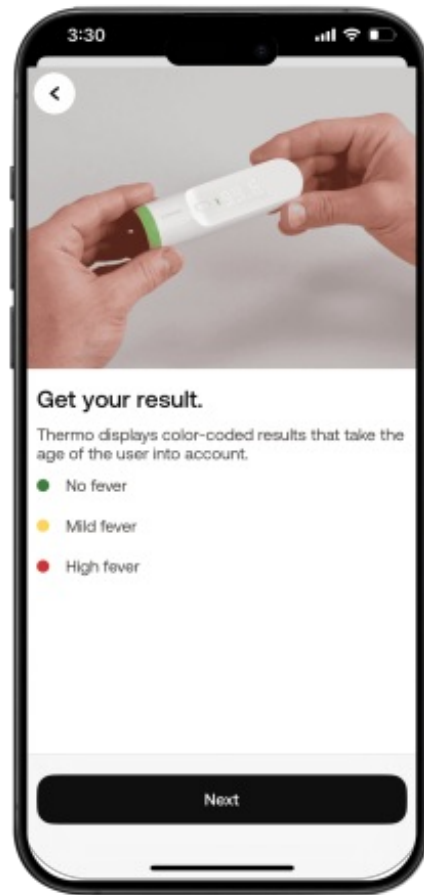 3:30
Get your result.
Thermo displays color-coded results that take the
age of the user into account.
No fever
Mild fever
High fever
Next